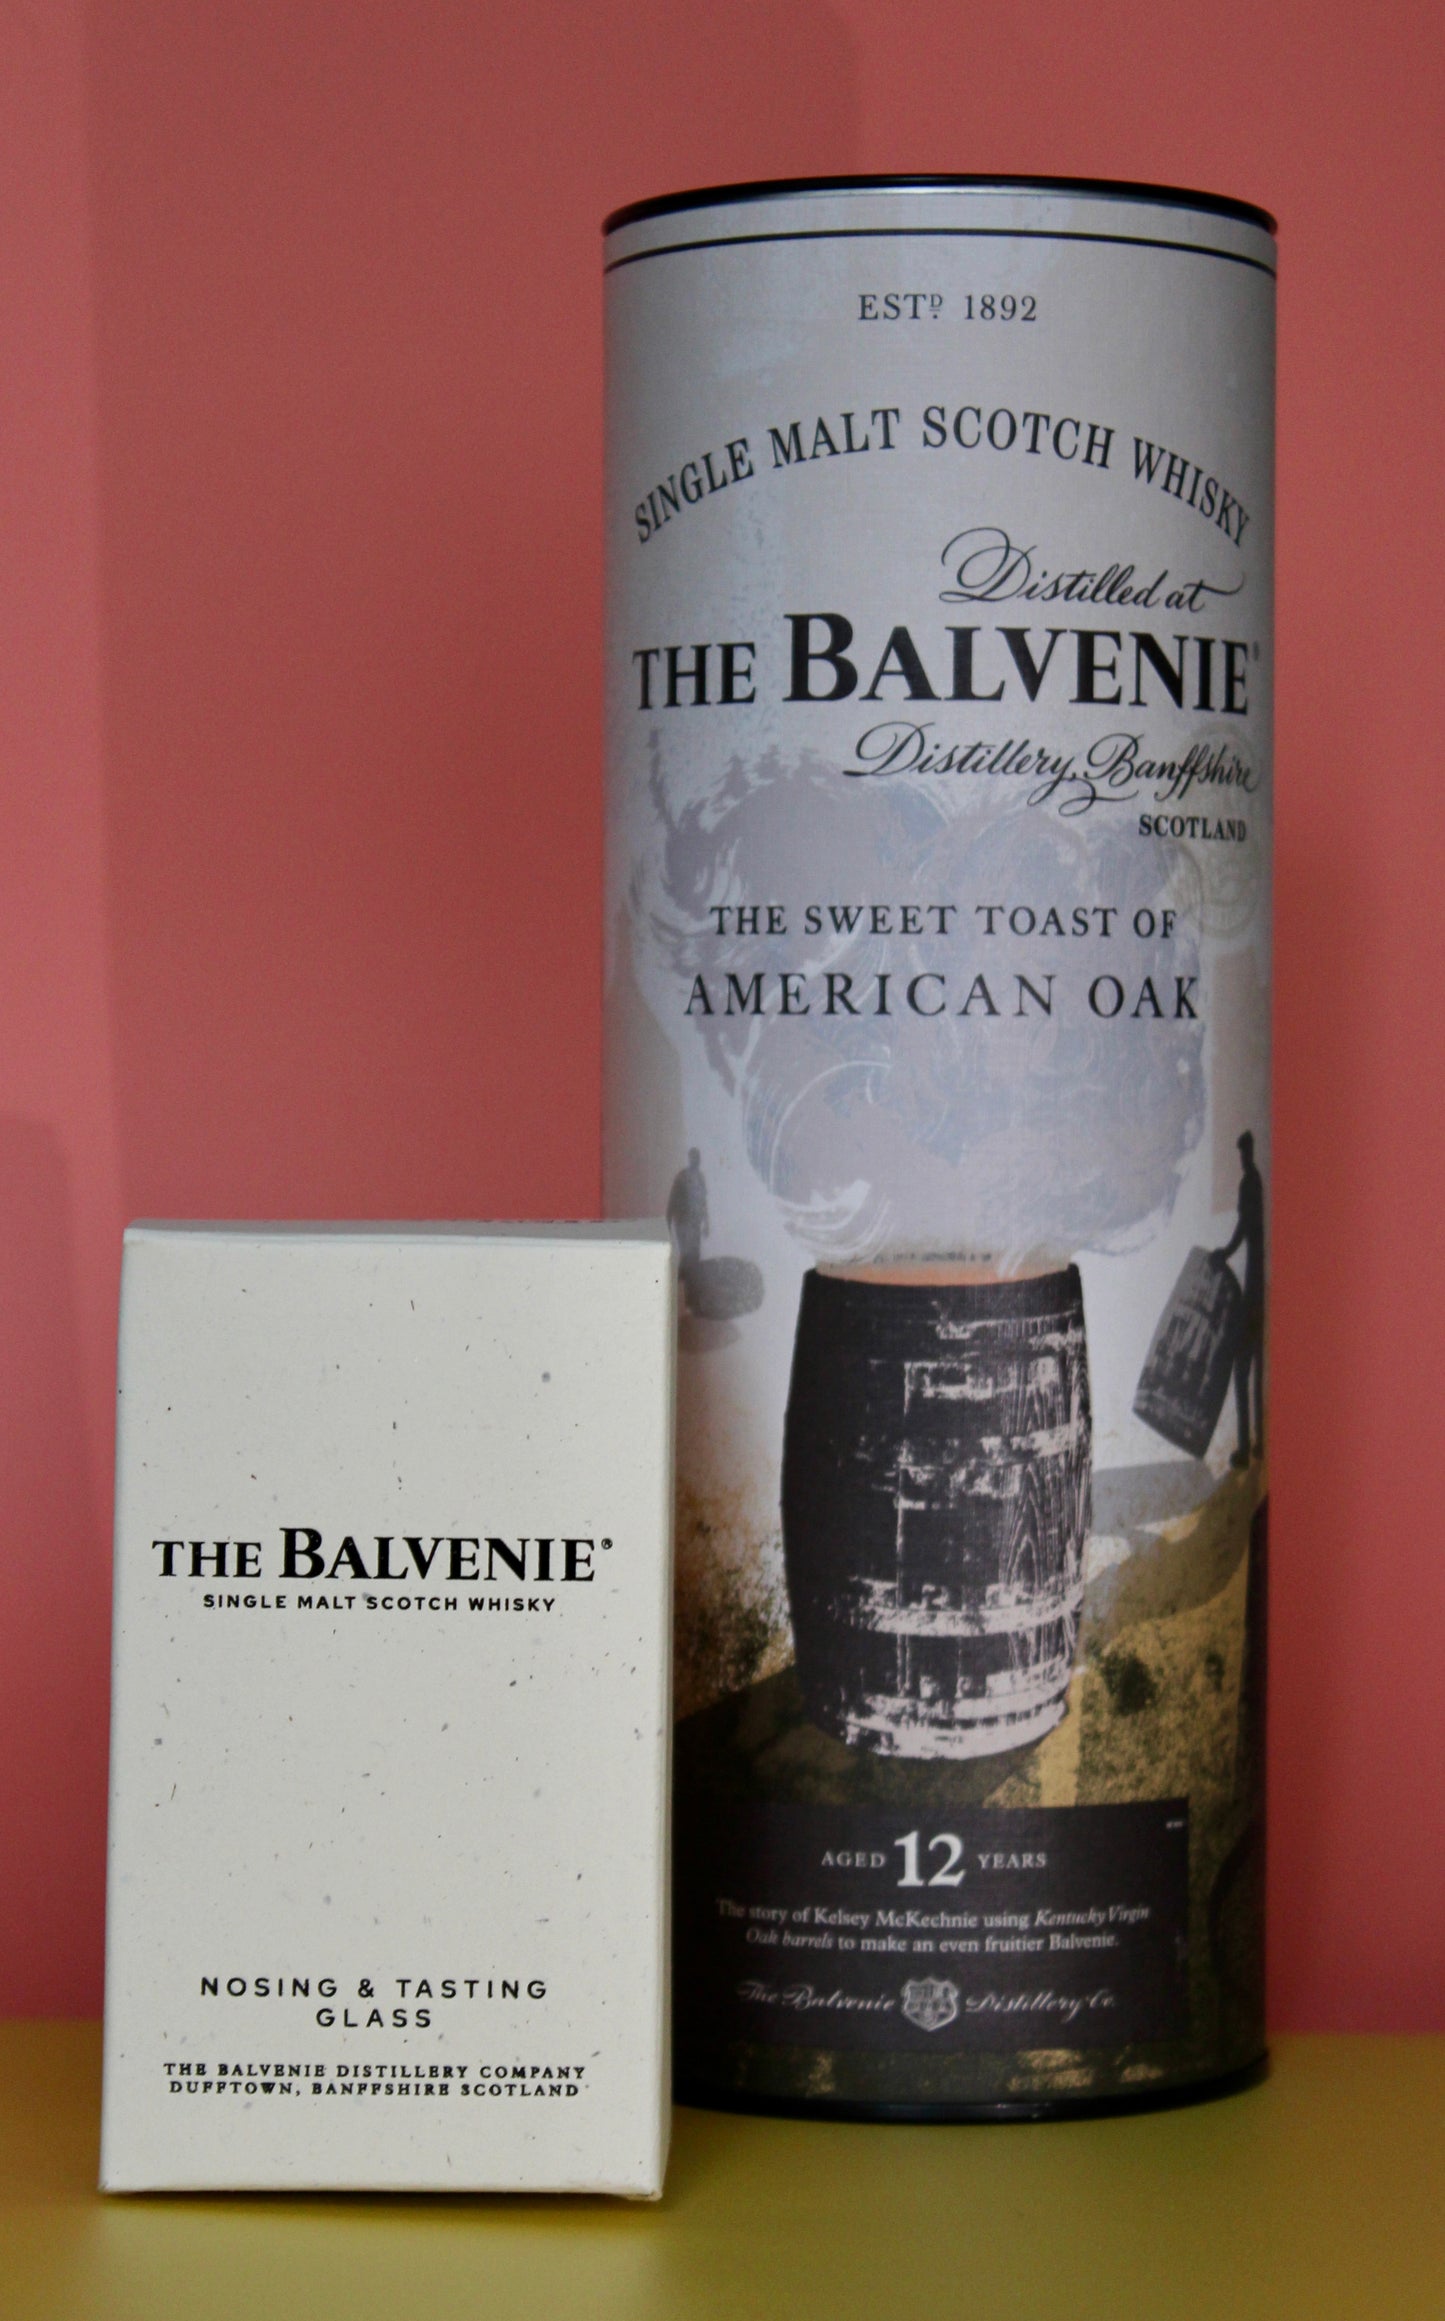 ESTD. 1892
SINGLE MALT SCOTCH WHISKY
Distilled at
THE BALVENIE®
Distillery, Banffshire
SCOTLAND
THE SWEET TOAST OF
AMERICAN OAK
AGED 12 YEARS
The story of Kelsey McKechnie using Kentucky Virgin
Oak barrels to make an even fruitier Balvenie.
The Balvenie Distillery Co.
THE BALVENIE®
SINGLE MALT SCOTCH WHISKY
NOSING & TASTING
GLASS
THE BALVENIE DISTILLERY COMPANY
DUFFTOWN, BANFFSHIRE SCOTLAND